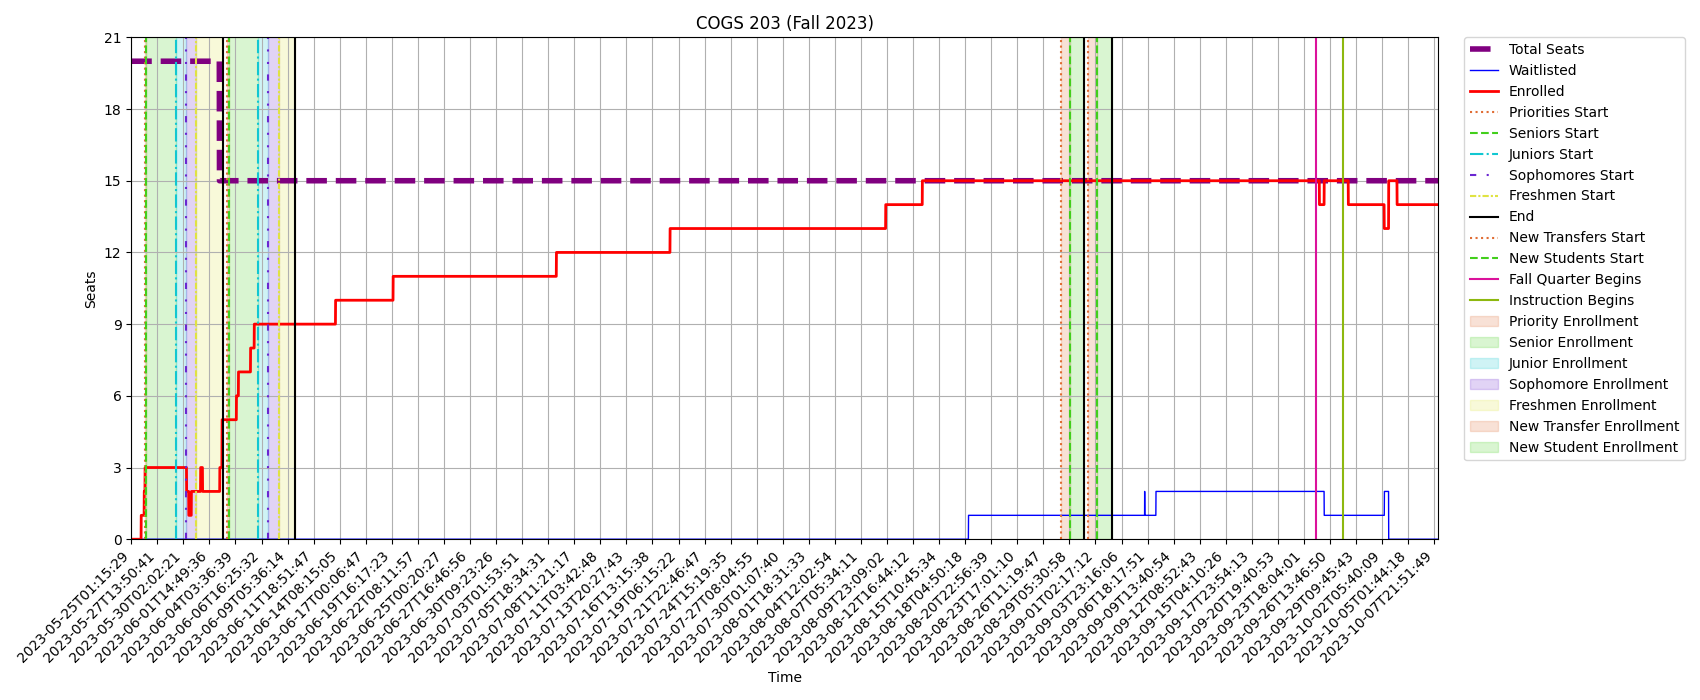 COGS 203 (Fall 2023)
21
18
15
12
9
6
3
0
Seats
2023-05-25T01:15:29
2023-05-27T13:50:41
2023-05-30T02:02:21
2023-06-01T14:49:36
2023-06-04T03:36:39
2023-06-06T16:25:32
2023-06-09T05:36:14
2023-06-11T18:51:47
2023-06-14T08:15:05
2023-06-17T00:06:47
2023-06-19T16:17:23
2023-06-22T08:11:57
2023-06-25T00:20:27
2023-06-27T16:46:56
2023-06-30T09:23:26
2023-07-03T01:53:51
2023-07-05T18:34:31
2023-07-08T11:21:17
2023-07-11T03:42:48
2023-07-13T20:27:43
2023-07-16T13:15:38
2023-07-19T06:15:22
2023-07-21T22:46:47
2023-07-24T15:19:35
2023-07-27T08:04:55
2023-07-30T01:07:40
2023-08-01T18:31:33
2023-08-04T12:02:54
2023-08-07T05:34:11
2023-08-09T23:09:02
2023-08-12T16:44:12
2023-08-15T10:45:34
2023-08-18T04:50:18
2023-08-20T22:56:39
2023-08-23T17:01:10
2023-08-26T11:19:47
2023-08-29T05:30:58
2023-09-01T02:17:12
2023-09-03T23:16:06
2023-09-06T18:17:51
2023-09-09T13:40:54
2023-09-12T08:52:43
2023-09-15T04:10:26
2023-09-17T23:54:13
2023-09-20T19:40:53
2023-09-23T18:04:01
2023-09-26T13:46:50
2023-09-29T09:45:43
2023-10-02T05:40:09
2023-10-05T01:44:18
2023-10-07T21:51:49
Time
Total Seats
Waitlisted
Enrolled
Priorities Start
Seniors Start
Juniors Start
Sophomores Start
Freshmen Start
End
New Transfers Start
New Students Start
Fall Quarter Begins
Instruction Begins
Priority Enrollment
Senior Enrollment
Junior Enrollment
Sophomore Enrollment
Freshmen Enrollment
New Transfer Enrollment
New Student Enrollment